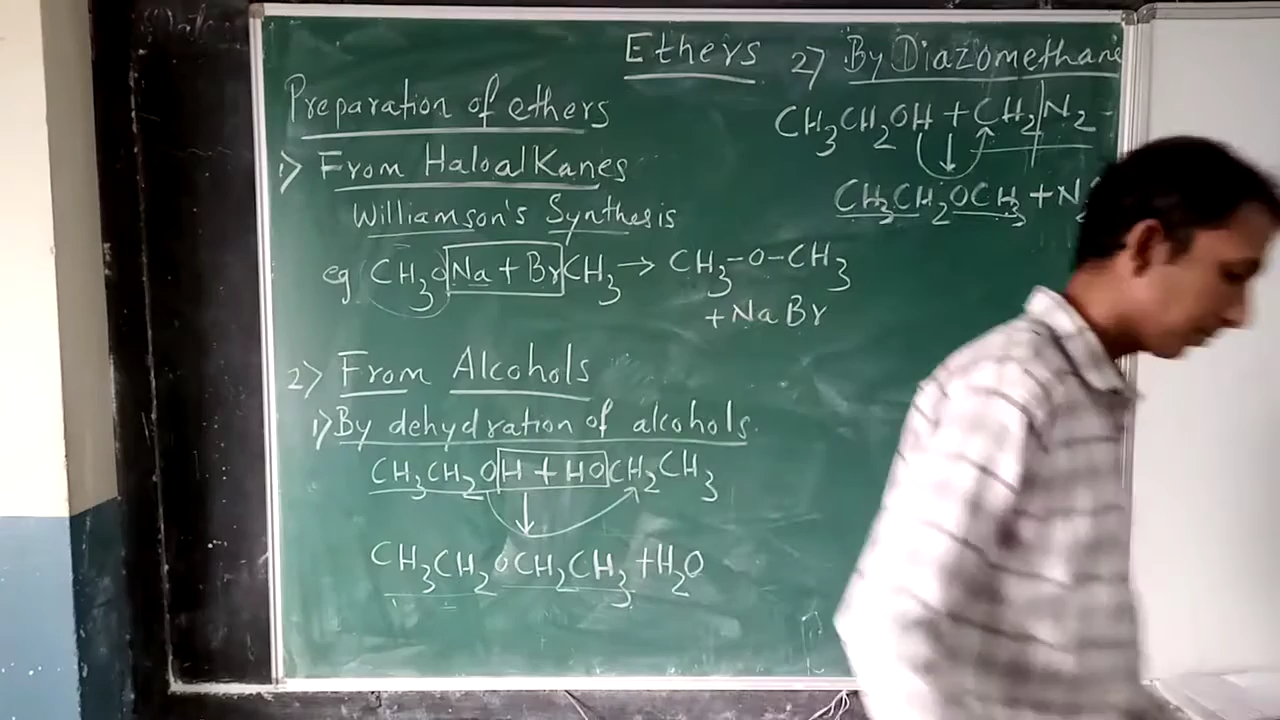 Ethers
Preparation of ethers
1) From HaloalKanes
Williamson's Synthesis
eg CH3ONa + BrCH3 → CH3-O-CH3
+ NaBr
2) From Alcohols
1) By dehydration of alcohols.
CH3CH2OH + HOCH2CH3
↓
CH3CH2OCH2CH3 + H2O
2) By Diazomethane
CH3CH2OH + CH2N2
↓
CH3CH2OCH3 + N2